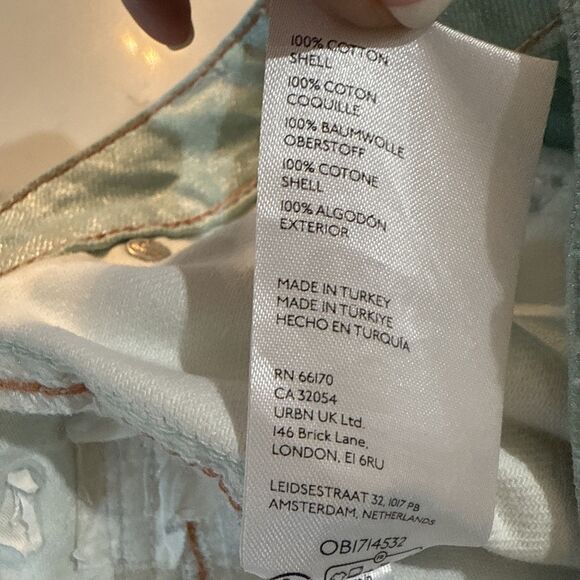 100% COTTON
SHELL
100% COTON
COQUILLE
100% BAUMWOLLE
OBERSTOFF
100% COTONE
SHELL
100% ALGODÓN
EXTERIOR
MADE IN TURKEY
MADE IN TÜRKIYE
HECHO EN TURQUÍA
RN 66170
CA 32054
URBN UK Ltd.
146 Brick Lane,
LONDON, E1 6RU
LEIDSESTRAAT 32, 1017 PB
AMSTERDAM, NETHERLANDS
OB1714532